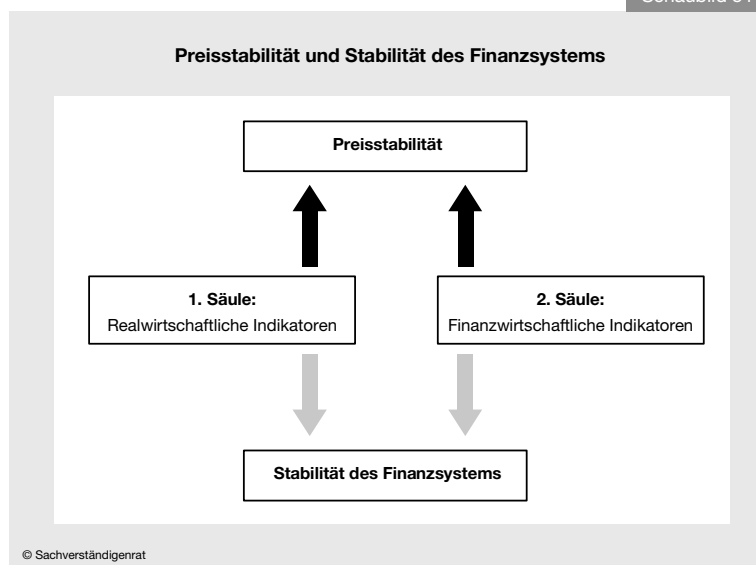 Preisstabilität und Stabilität des Finanzsystems
Preisstabilität
1. Säule:
Realwirtschaftliche Indikatoren
2. Säule:
Finanzwirtschaftliche Indikatoren
Stabilität des Finanzsystems
© Sachverständigenrat